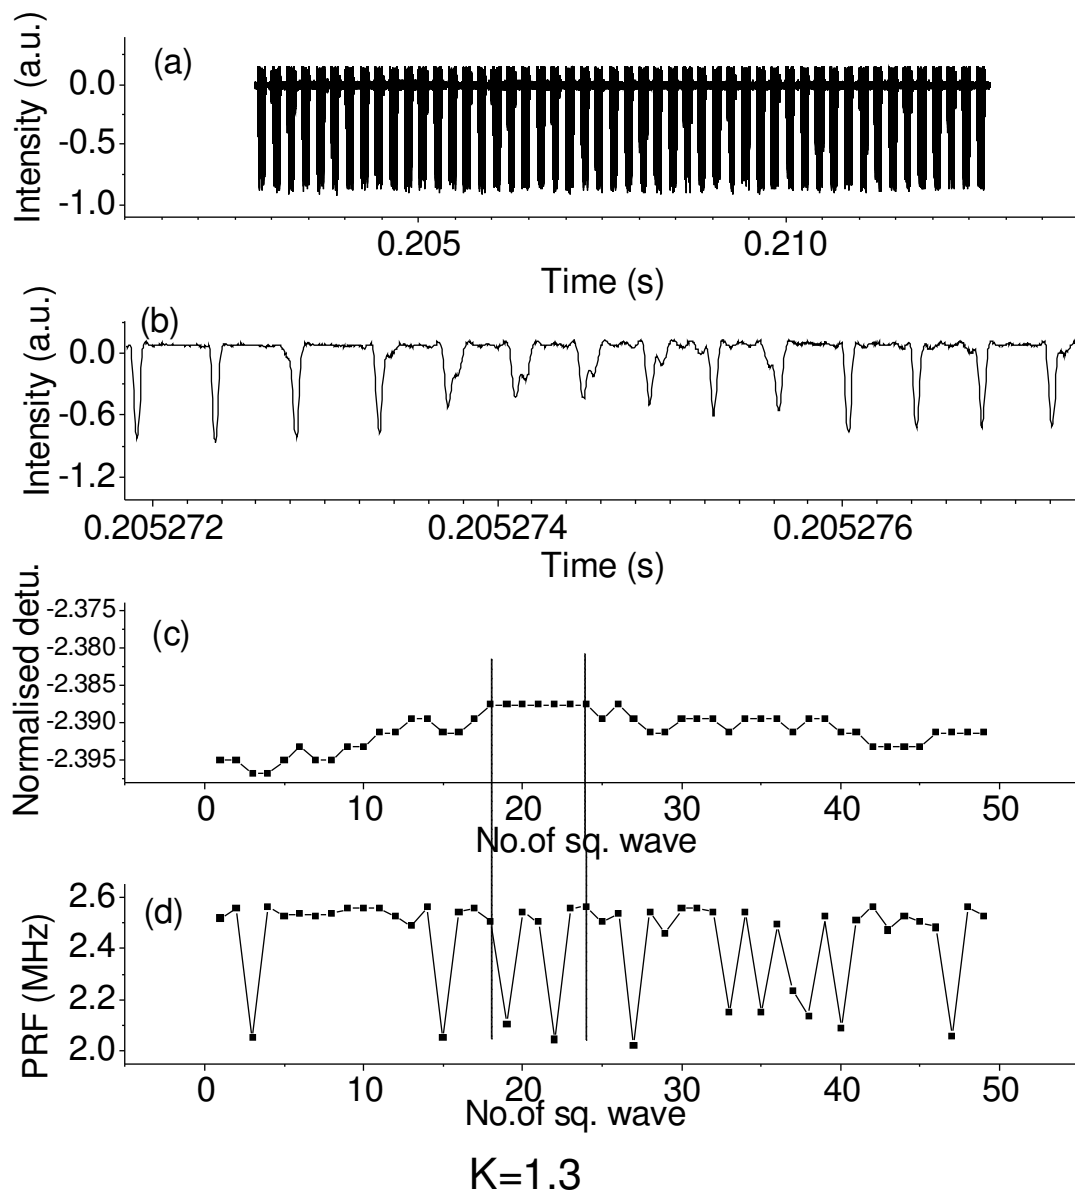 (a)
Intensity (a.u.)
0.0
-0.5
-1.0
0.205 0.210
Time (s)
(b)
Intensity (a.u.)
0.0
-0.6
-1.2
0.205272 0.205274 0.205276
Time (s)
(c)
Normalised detu.
-2.375
-2.380
-2.385
-2.390
-2.395
0 10 20 30 40 50
No.of sq. wave
(d)
PRF (MHz)
2.6
2.4
2.2
2.0
0 10 20 30 40 50
No.of sq. wave
K=1.3